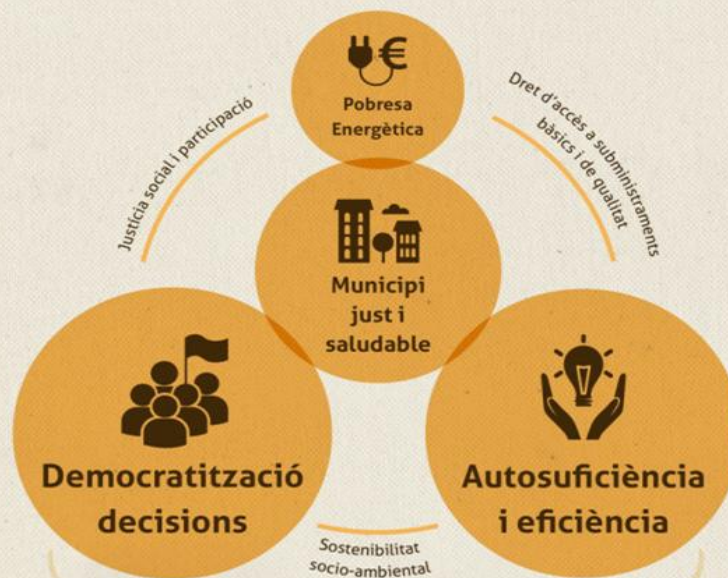 €
Pobresa
Energètica
Justícia social i participació
Dret d'accès a subministraments
bàsics i de qualitat
Municipi
just i
saludable
Democratització
decisions
Autosuficiència
i eficiència
Sostenibilitat
socio-ambiental